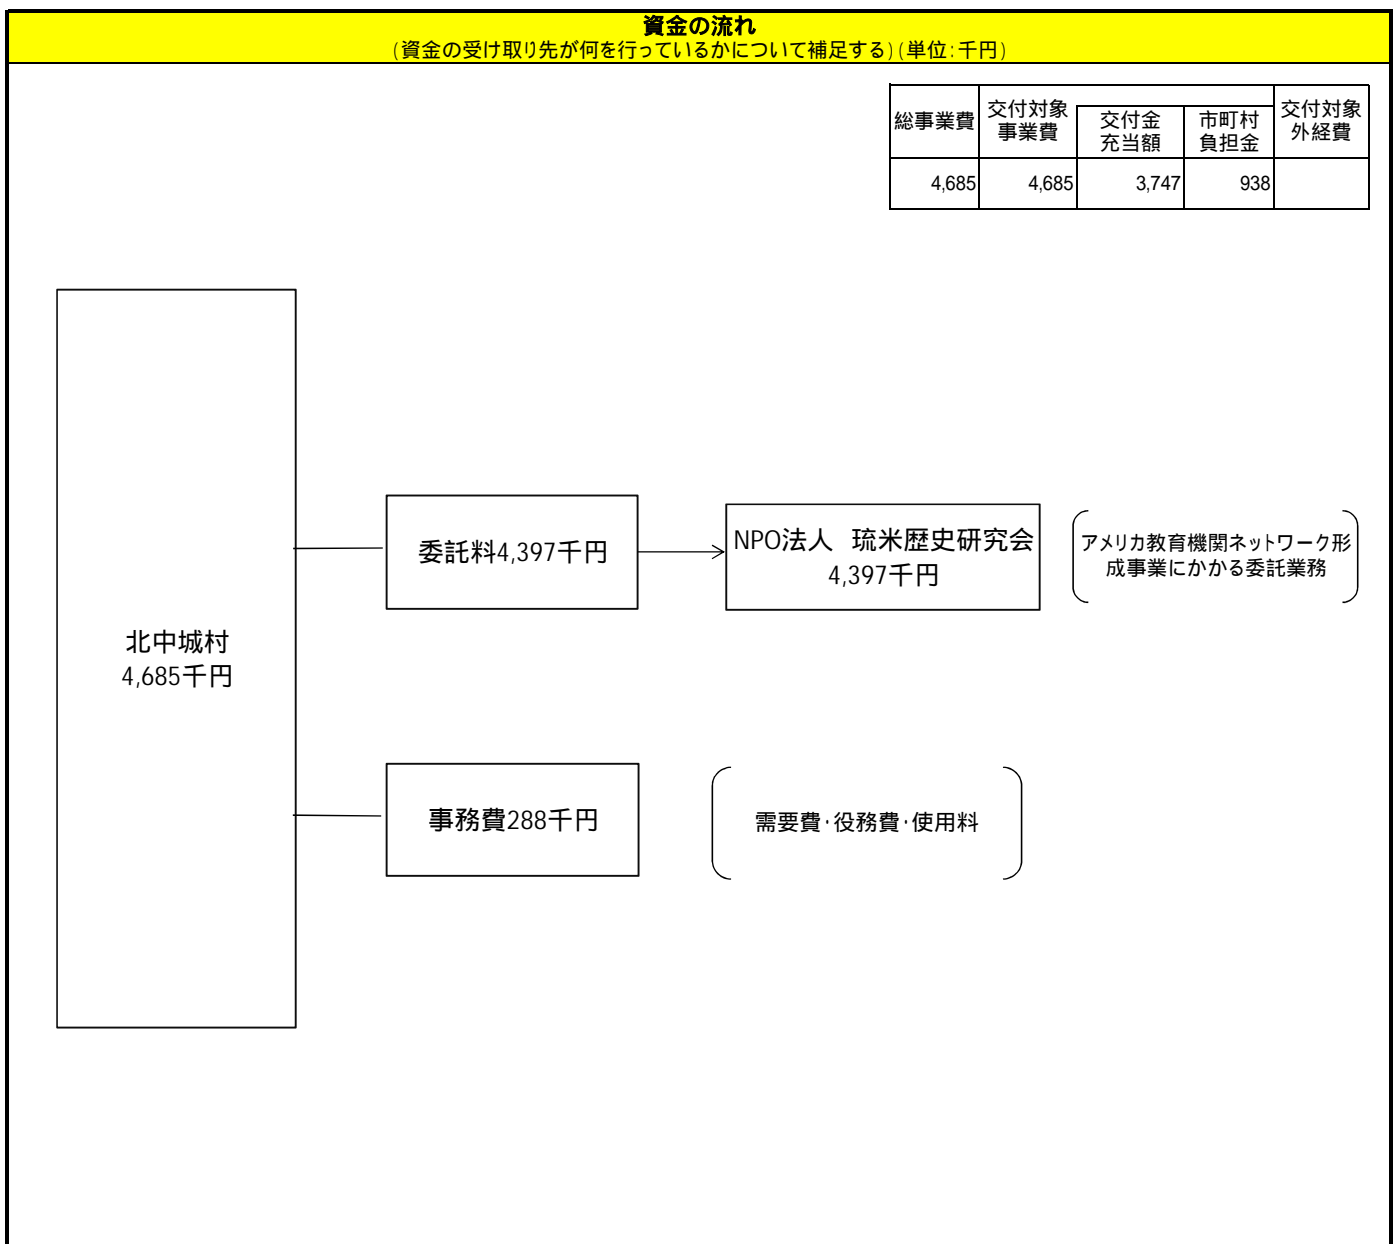 資金の流れ
(資金の受け取り先が何を行っているかについて補足する)(単位:千円)
総事業費
交付対象
事業費
交付金
充当額
市町村
負担金
交付対象
外経費
4,685
4,685
3,747
938
北中城村
4,685千円
委託料4,397千円
NPO法人 琉米歴史研究会
4,397千円
アメリカ教育機関ネットワーク形
成事業にかかる委託業務
事務費288千円
需要費・役務費・使用料